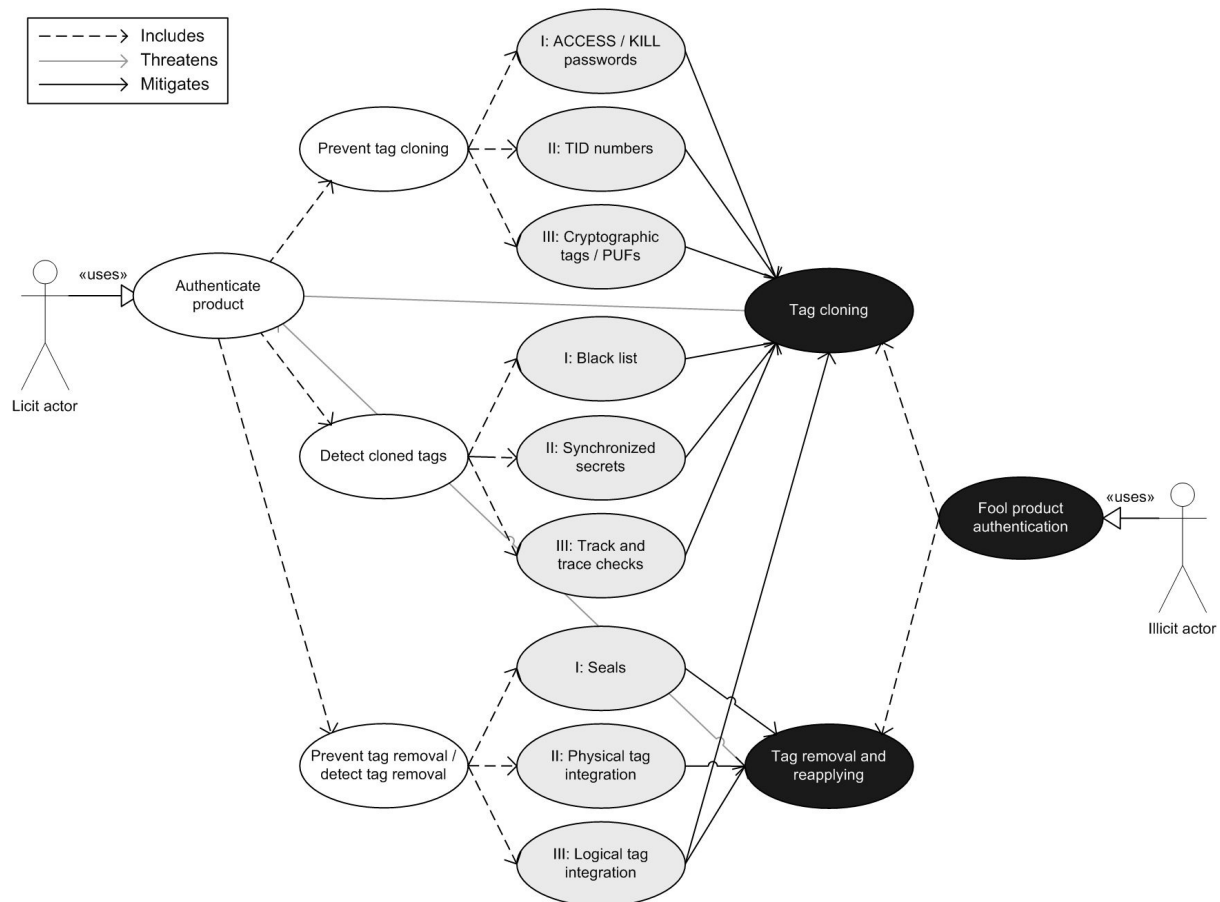 Includes
Threatens
Mitigates
I: ACCESS / KILL
passwords
Prevent tag cloning
II: TID numbers
III: Cryptographic
tags / PUFs
«uses»
Authenticate
product
Tag cloning
Licit actor
I: Black list
Detect cloned tags
II: Synchronized
secrets
III: Track and
trace checks
Fool product
authentication
«uses»
Illicit actor
I: Seals
Prevent tag removal /
detect tag removal
II: Physical tag
integration
Tag removal and
reapplying
III: Logical tag
integration